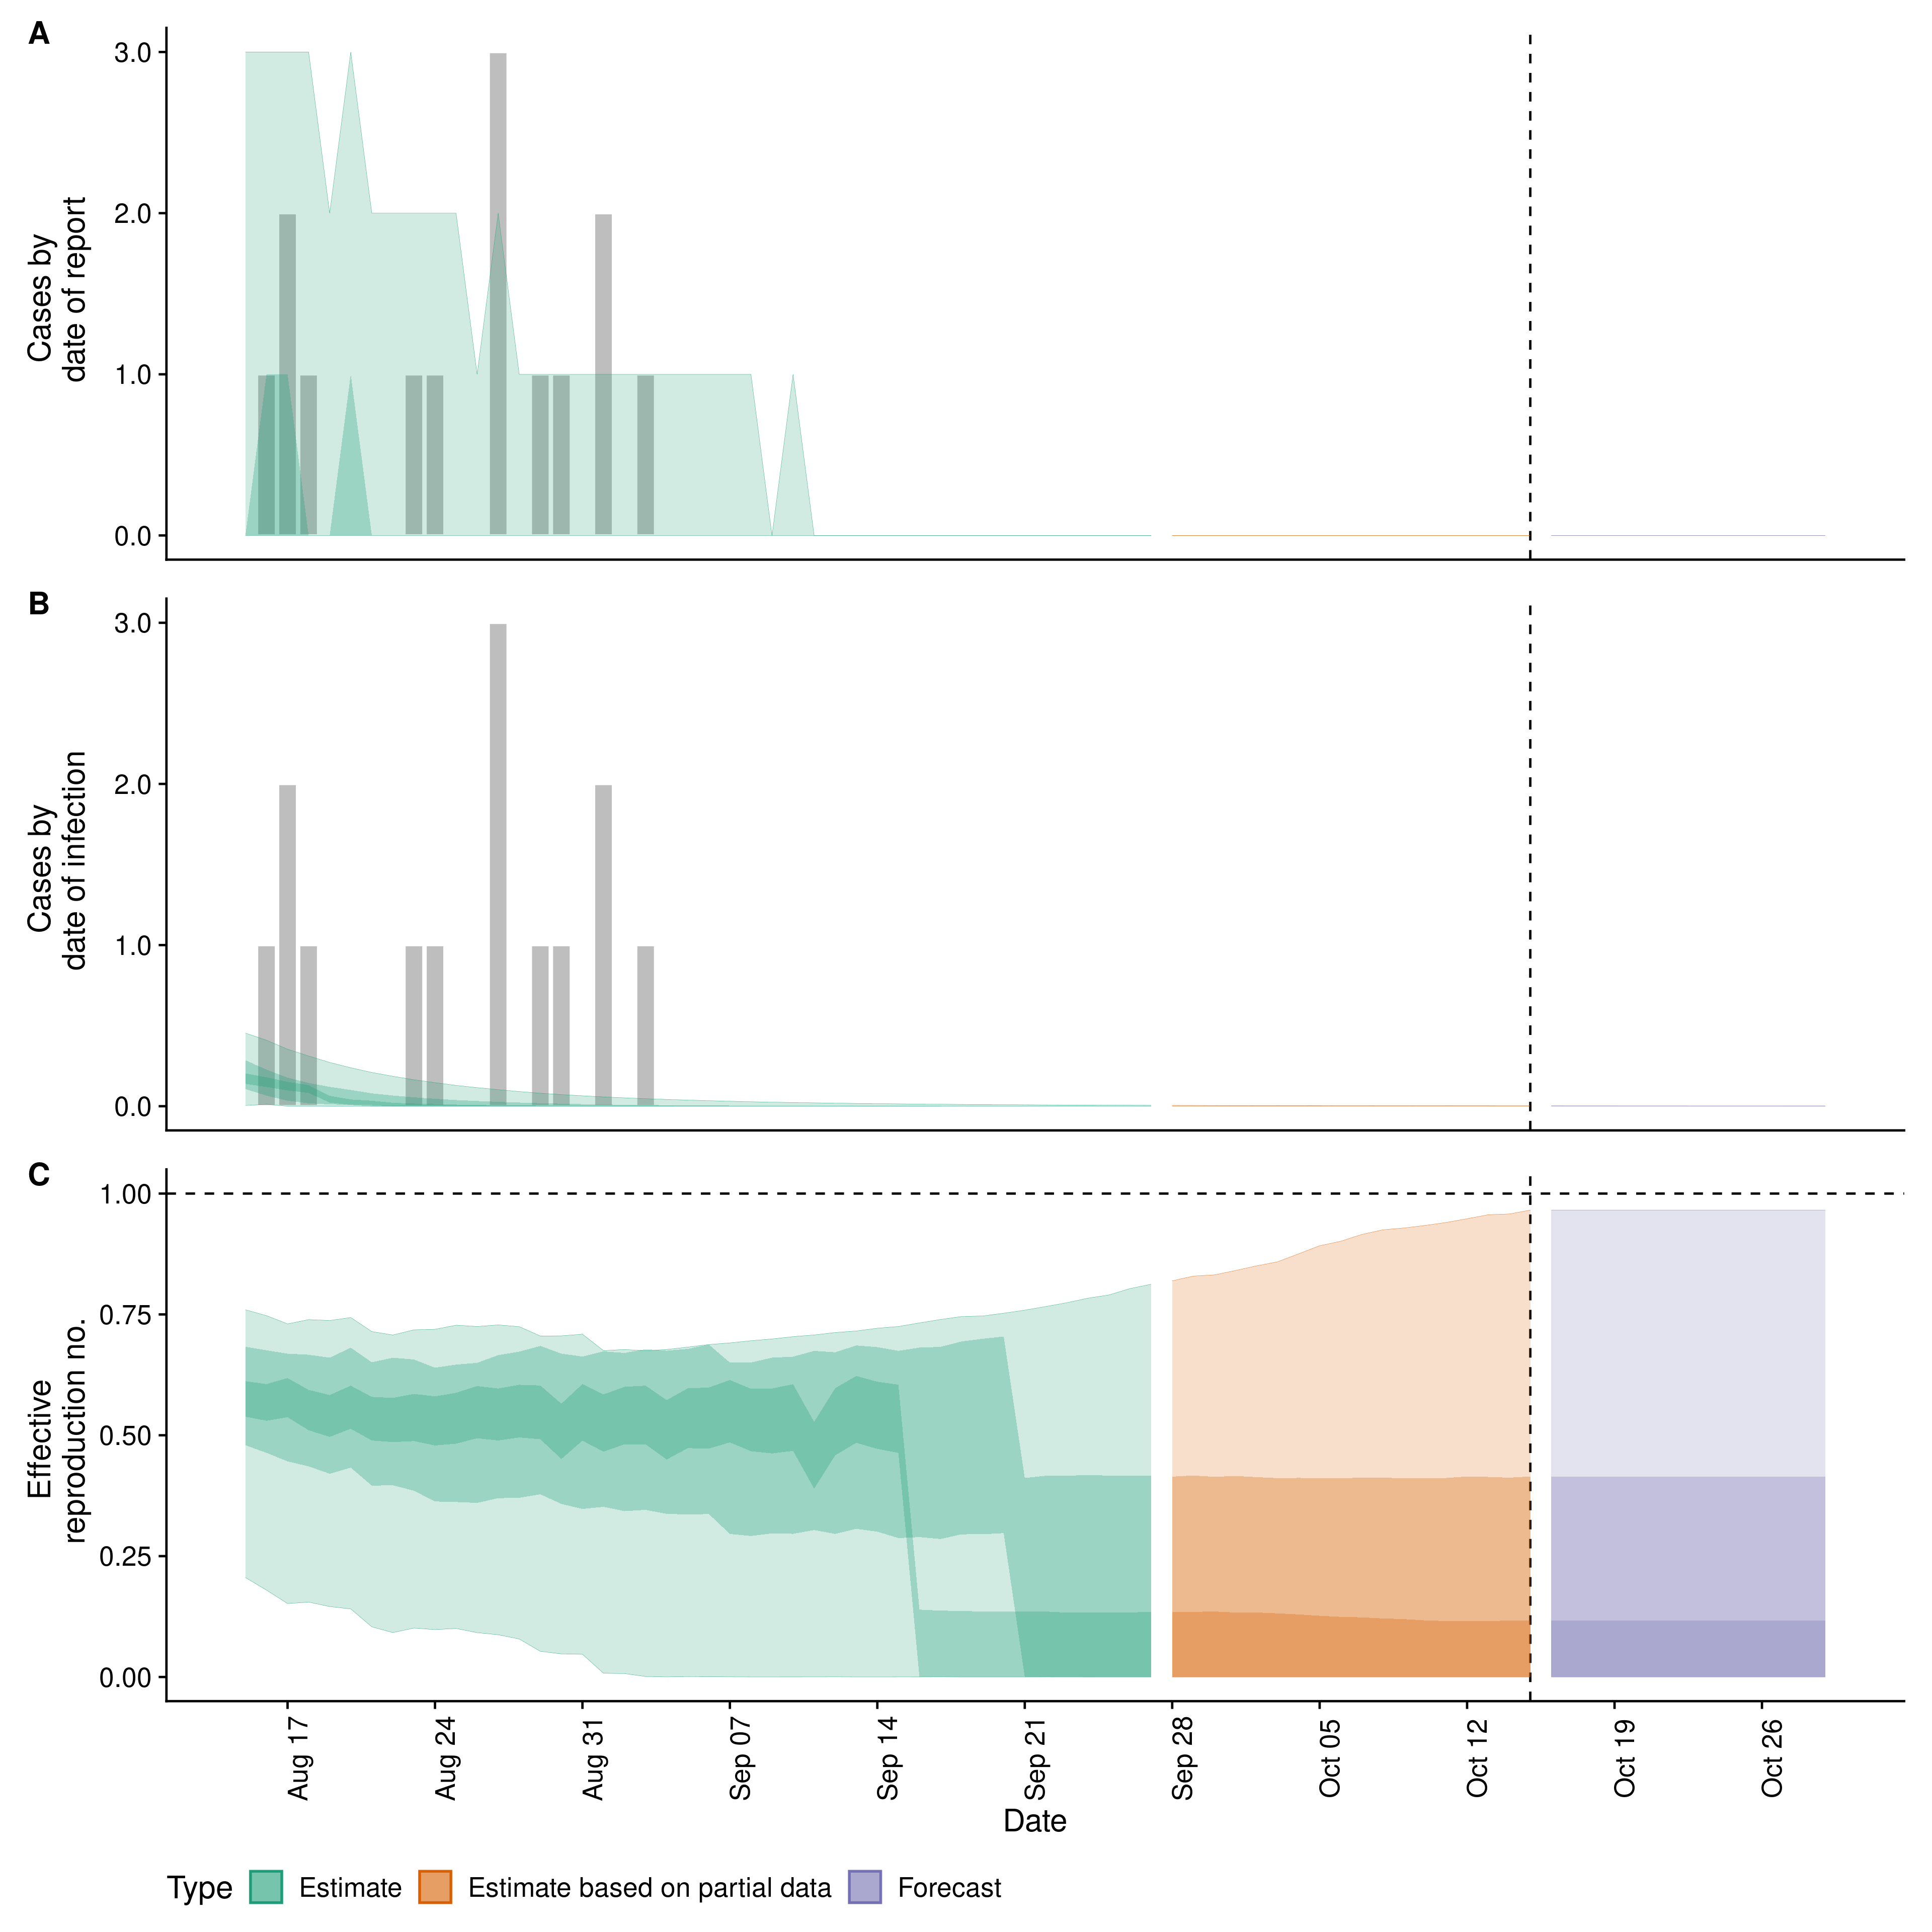 A
Cases by
date of report
3.0
2.0
1.0
0.0
B
Cases by
date of infection
3.0
2.0
1.0
0.0
C
Effective
reproduction no.
1.00
0.75
0.50
0.25
0.00
Aug 17
Aug 24
Aug 31
Sep 07
Sep 14
Sep 21
Sep 28
Oct 05
Oct 12
Oct 19
Oct 26
Date
Type Estimate Estimate based on partial data Forecast